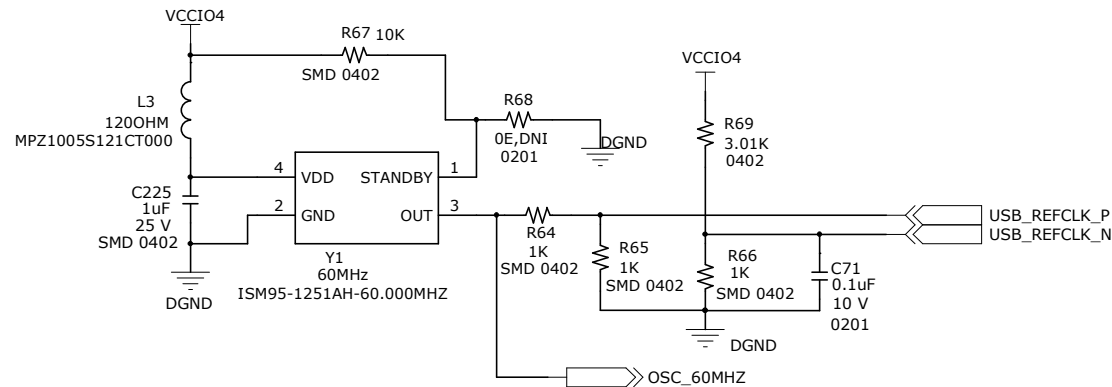 VCCIO4
R67 10K
SMD 0402
L3
120OHM
MPZ1005S121CT000
R68
0E,DNI
0201
DGND
VCCIO4
R69
3.01K
0402
4
VDD
STANDBY
1
2
GND
OUT
3
C225
1uF
25 V
SMD 0402
DGND
Y1
60MHz
ISM95-1251AH-60.000MHZ
R64
1K
SMD 0402
R65
1K
SMD 0402
R66
1K
SMD 0402
C71
0.1uF
10 V
0201
DGND
USB_REFCLK_P
USB_REFCLK_N
OSC_60MHZ